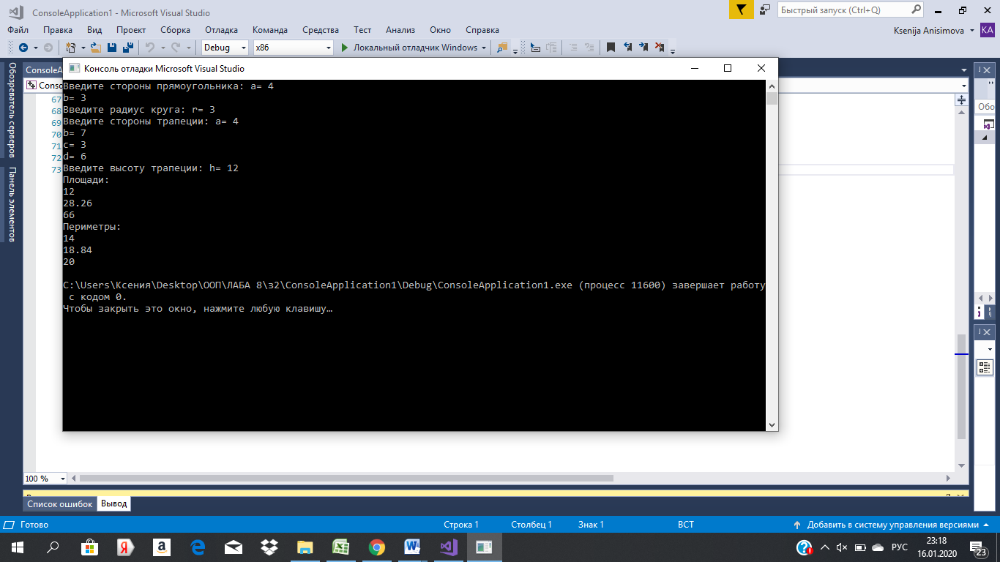 ConsoleApplication1 - Microsoft Visual Studio
Быстрый запуск (Ctrl+Q)
Файл Правка Вид Проект Сборка Отладка Команда Средства Тест Анализ Окно Справка
Ksenija Anisimova KA
Debug x86 Локальный отладчик Windows
Обозреватель серверов
Панель элементов
Консоль отладки Microsoft Visual Studio
67
68
69
70
71
72
73
Введите стороны прямоугольника: a= 4
b= 3
Введите радиус круга: r= 3
Введите стороны трапеции: a= 4
b= 7
c= 3
d= 6
Введите высоту трапеции: h= 12
Площади:
12
28.26
66
Периметры:
14
18.84
20
C:\Users\Ксения\Desktop\ООП\ЛАБА 8\з2\ConsoleApplication1\Debug\ConsoleApplication1.exe (процесс 11600) завершает работу
с кодом 0.
Чтобы закрыть это окно, нажмите любую клавишу…
100 %
Список ошибок Вывод
Готово Строка 1 Столбец 1 Знак 1 ВСТ Добавить в систему управления версиями
РУС
23:18
16.01.2020
23